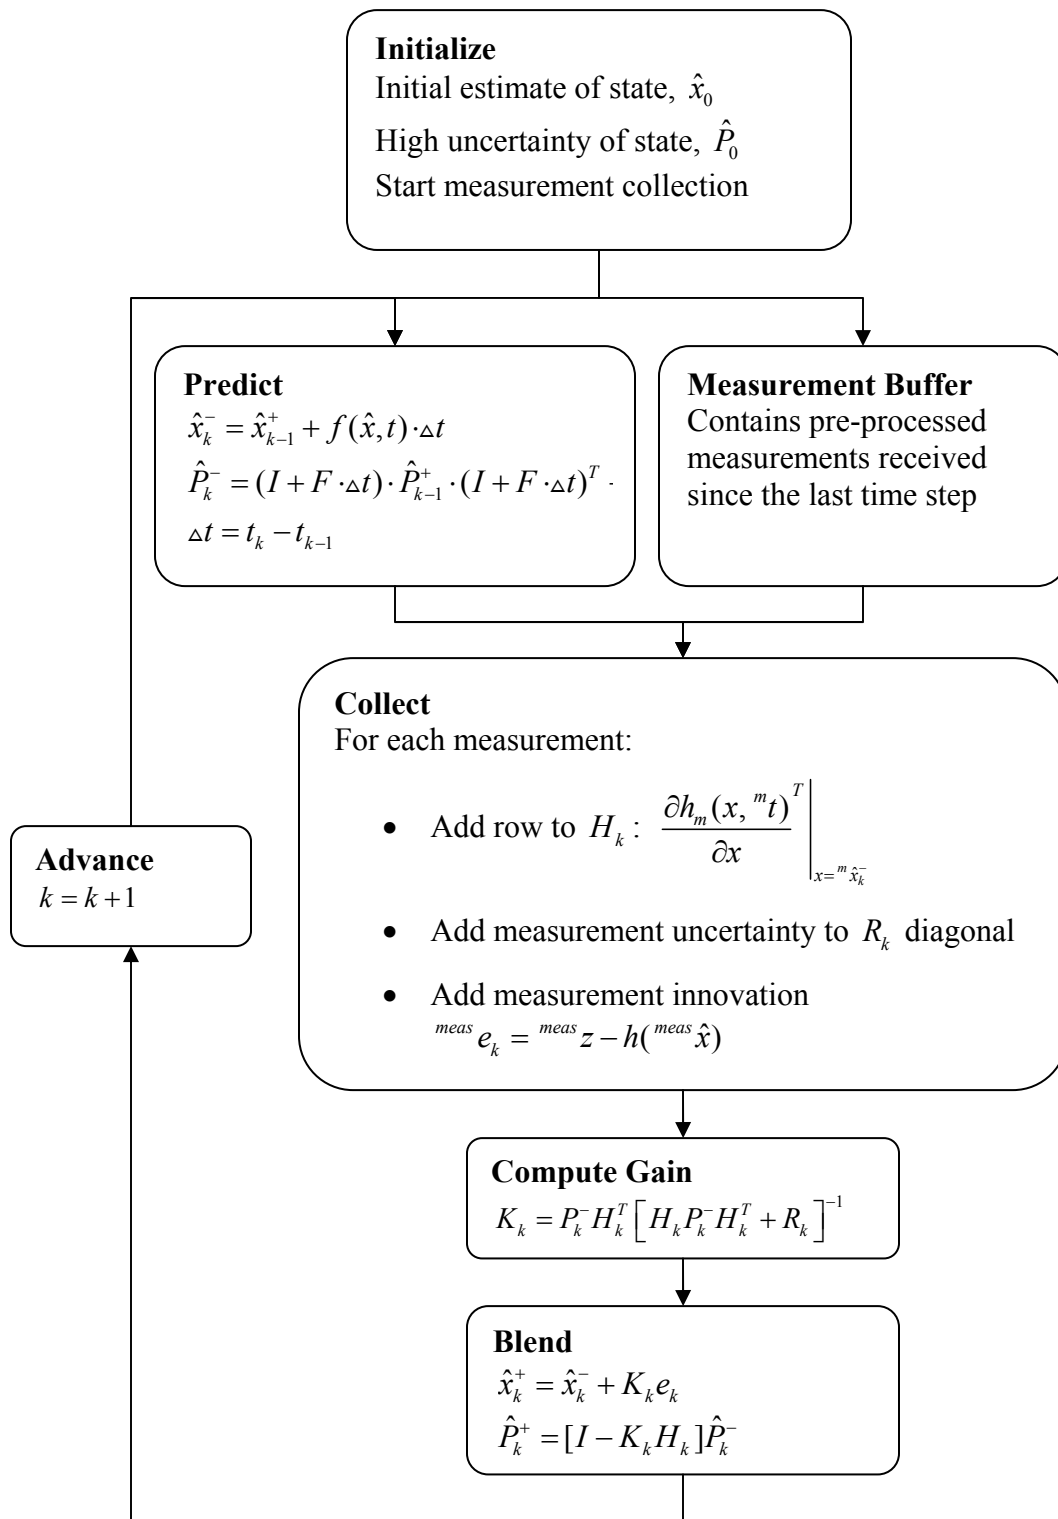 Initialize
Initial estimate of state, x̂₀
High uncertainty of state, P̂₀
Start measurement collection
Predict
x̂ₖ⁻ = x̂ₖ₋₁⁺ + f(x̂,t)·△t
P̂ₖ⁻ = (I + F·△t)·P̂ₖ₋₁⁺·(I + F·△t)ᵀ
△t = tₖ − tₖ₋₁
Measurement Buffer
Contains pre-processed
measurements received
since the last time step
Collect
For each measurement:
• Add row to Hₖ: ∂hₘ(x, ᵐt)ᵀ / ∂x |x=ᵐx̂ₖ⁻
• Add measurement uncertainty to Rₖ diagonal
• Add measurement innovation
ᵐᵉᵃˢeₖ = ᵐᵉᵃˢz − h(ᵐᵉᵃˢx̂)
Advance
k = k+1
Compute Gain
Kₖ = Pₖ⁻Hₖᵀ[HₖPₖ⁻Hₖᵀ + Rₖ]⁻¹
Blend
x̂ₖ⁺ = x̂ₖ⁻ + Kₖeₖ
P̂ₖ⁺ = [I − KₖHₖ]P̂ₖ⁻